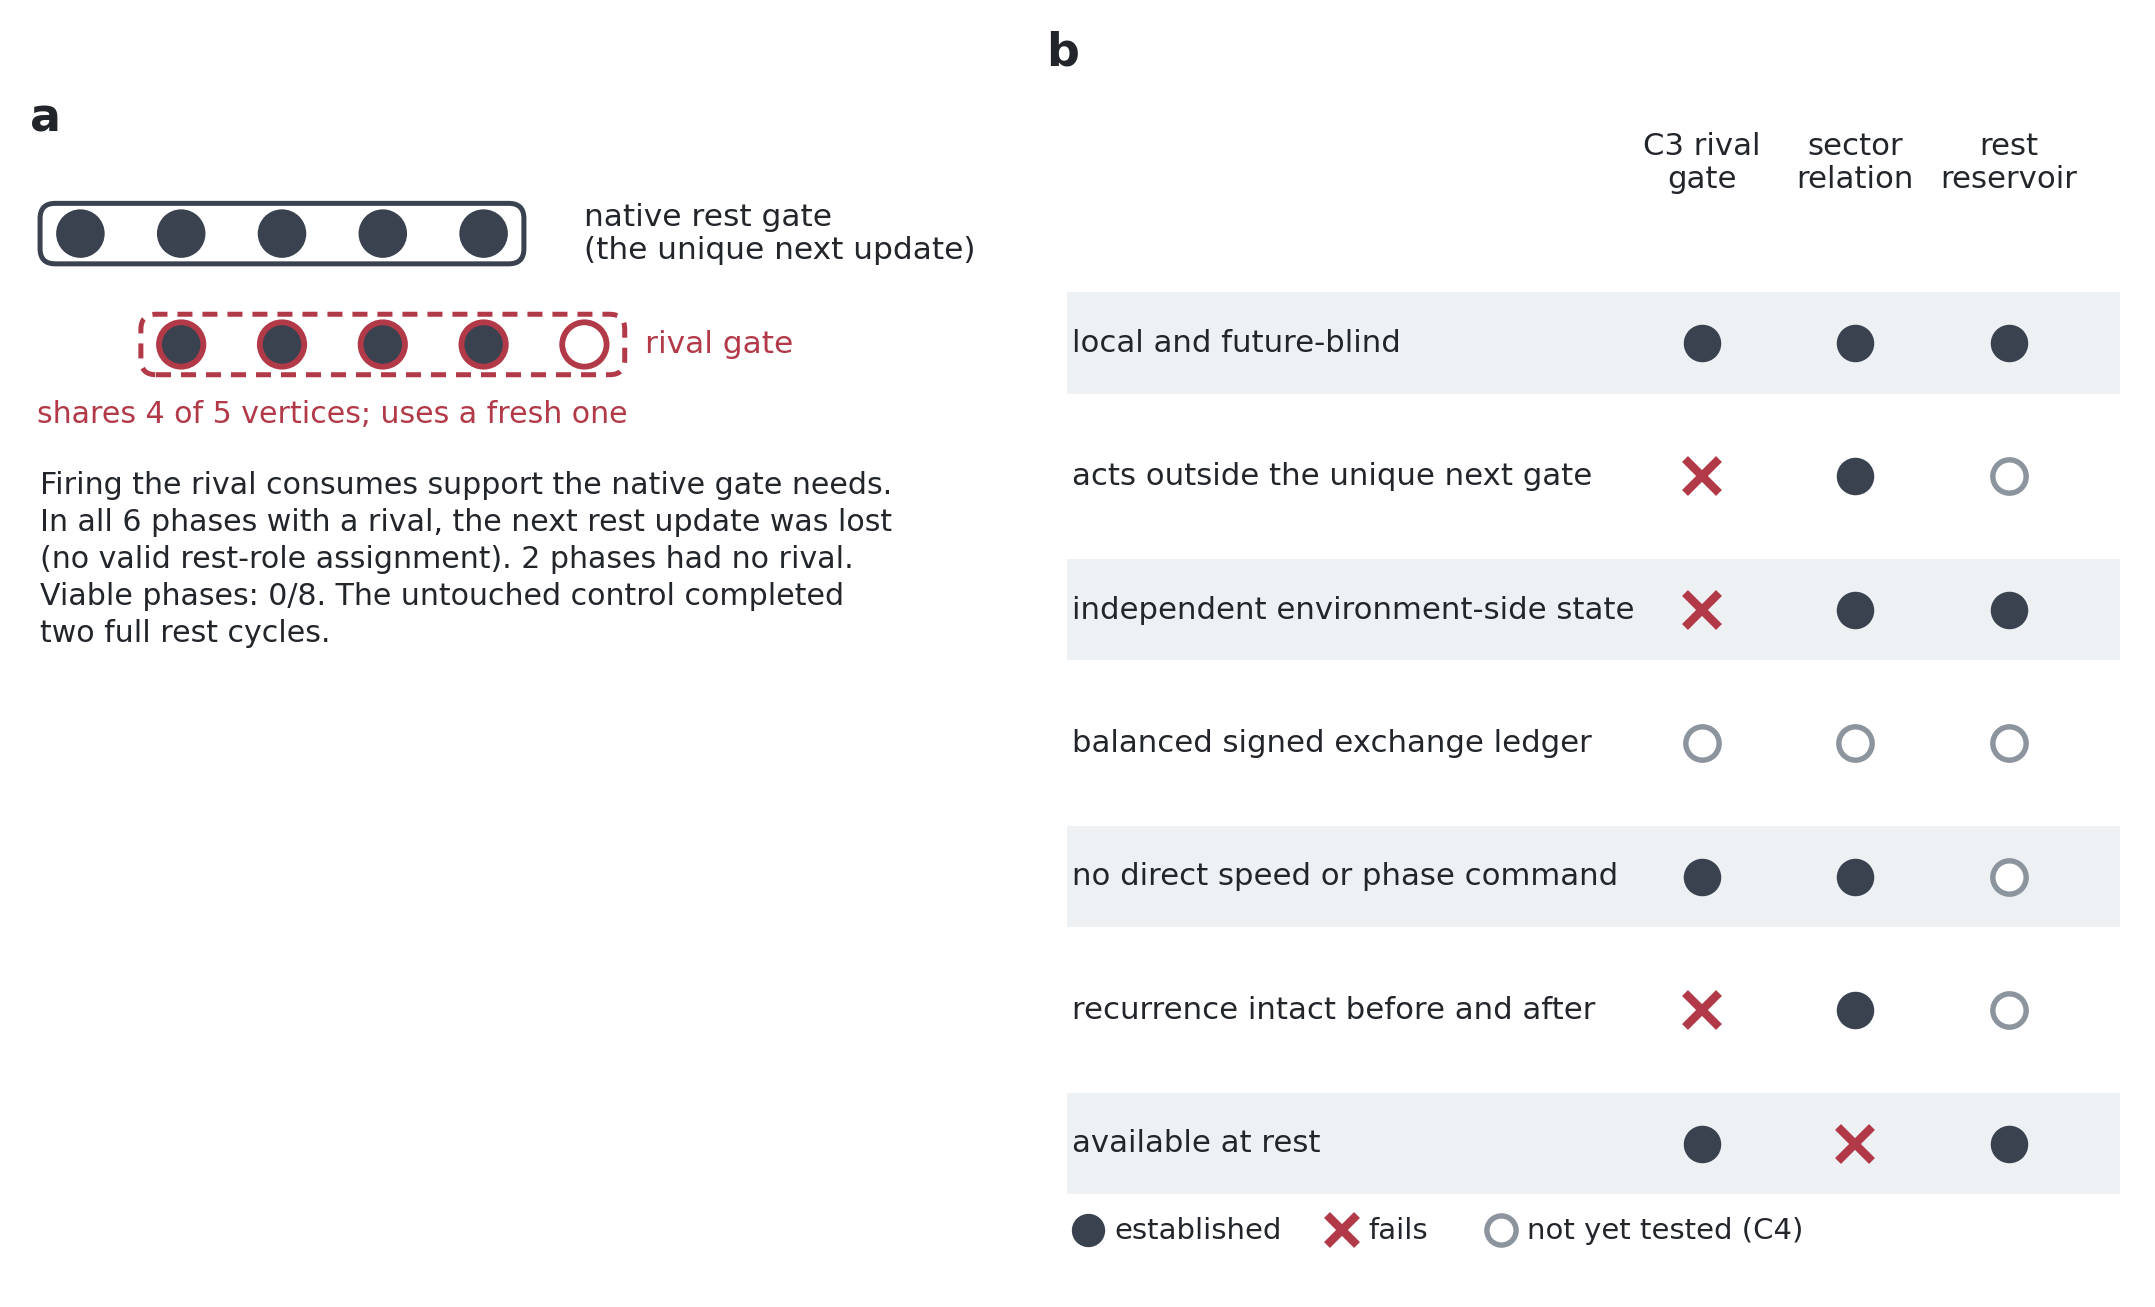 a
native rest gate
(the unique next update)
rival gate
shares 4 of 5 vertices; uses a fresh one
Firing the rival consumes support the native gate needs.
In all 6 phases with a rival, the next rest update was lost
(no valid rest-role assignment). 2 phases had no rival.
Viable phases: 0/8. The untouched control completed
two full rest cycles.
b
C3 rival gate
sector relation
rest reservoir
local and future-blind
acts outside the unique next gate
independent environment-side state
balanced signed exchange ledger
no direct speed or phase command
recurrence intact before and after
available at rest
established
fails
not yet tested (C4)